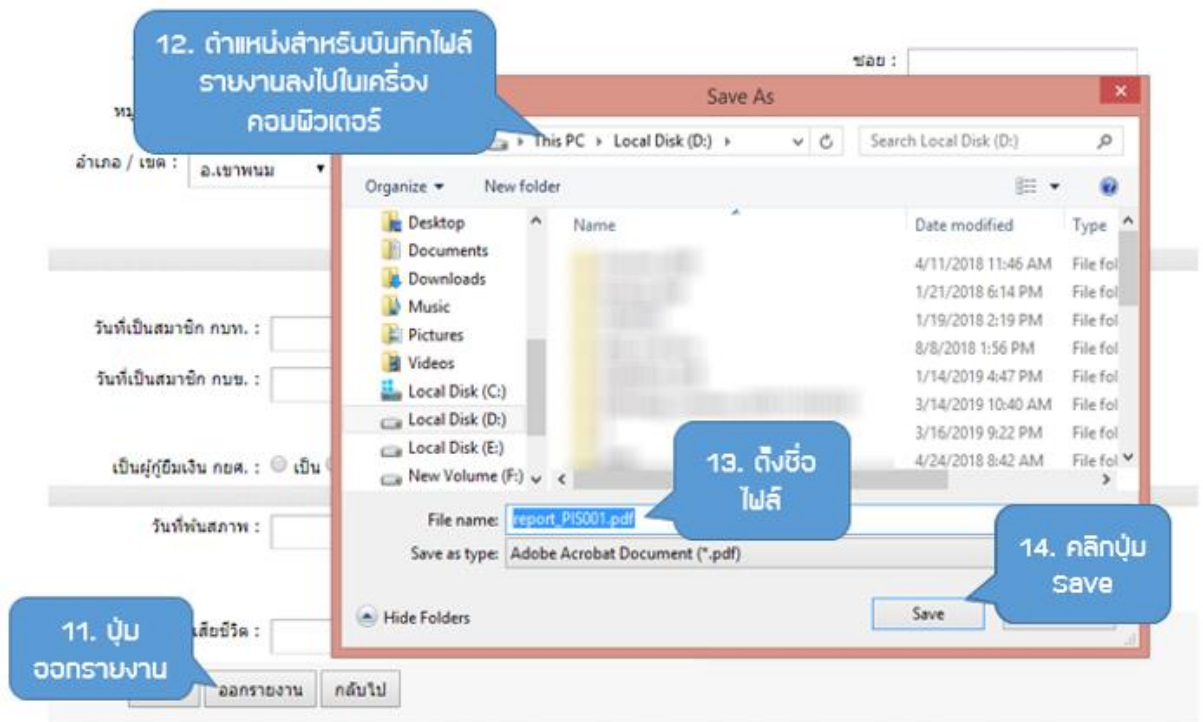 12. ตำแหน่งสำหรับบันทึกไฟล์
รายงานลงไปในเครื่อง
คอมพิวเตอร์
ซอย :
Save As
This PC Local Disk (D:)
Search Local Disk (D:)
อำเภอ / เขต : อ.เขาพนม
Organize New folder
Desktop
Documents
Downloads
Music
Pictures
Videos
Local Disk (C:)
Local Disk (D:)
Local Disk (E:)
New Volume (F:)
Name Date modified Type
4/11/2018 11:46 AM File fol
1/21/2018 6:14 PM File fol
1/19/2018 2:19 PM File fol
8/8/2018 1:56 PM File fol
1/14/2019 4:47 PM File fol
3/14/2019 10:40 AM File fol
3/16/2019 9:22 PM File fol
4/24/2018 8:42 AM File fol
วันที่เป็นสมาชิก กบท. :
วันที่เป็นสมาชิก กบข. :
เป็นผู้กู้ยืมเงิน กยศ. : เป็น
วันที่พ้นสภาพ :
13. ตั้งชื่อ
ไฟล์
File name: report_PIS001.pdf
Save as type: Adobe Acrobat Document (*.pdf)
14. คลิกปุ่ม
Save
Hide Folders
Save
11. ปุ่ม
ออกรายงาน
เสียชีวิต :
ออกรายงาน กลับไป